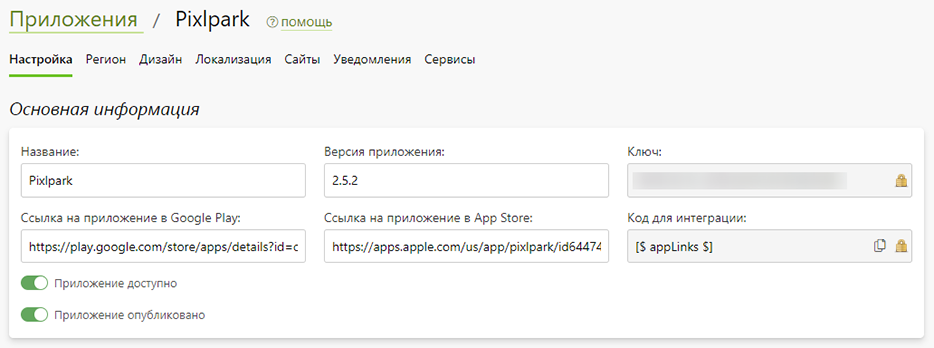 Приложения / Pixlpark помощь
Настройка Регион Дизайн Локализация Сайты Уведомления Сервисы
Основная информация
Название: Версия приложения: Ключ:
Pixlpark 2.5.2
Ссылка на приложение в Google Play: Ссылка на приложение в App Store: Код для интеграции:
https://play.google.com/store/apps/details?id=c https://apps.apple.com/us/app/pixlpark/id64474 [$ appLinks $]
Приложение доступно
Приложение опубликовано